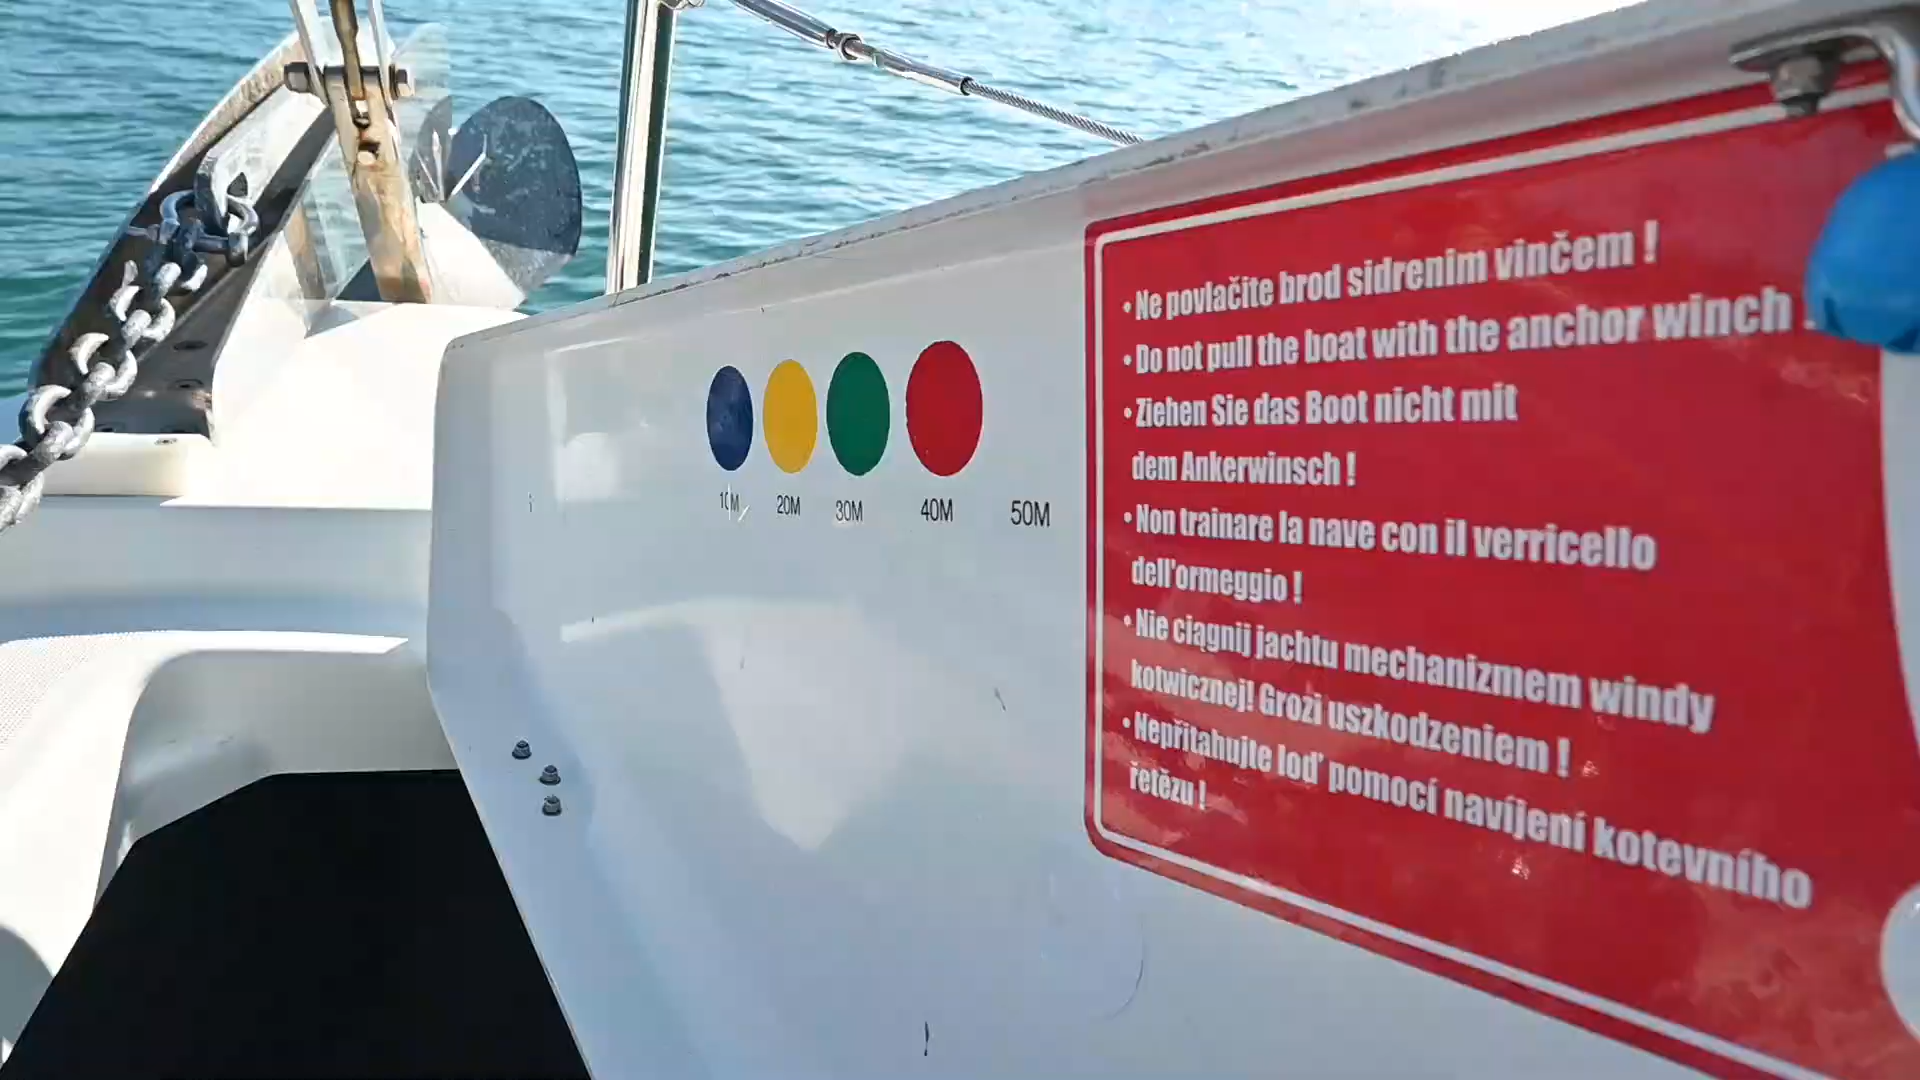 10M 20M 30M 40M 50M
• Ne povlačite brod sidrenim vinčem !
• Do not pull the boat with the anchor winch !
• Ziehen Sie das Boot nicht mit
dem Ankerwinsch !
• Non trainare la nave con il verricello
dell'ormeggio !
• Nie ciągnij jachtu mechanizmem windy
kotwicznej! Grozi uszkodzeniem !
• Nepřitahujte loď pomocí navíjení kotevního
řetězu !